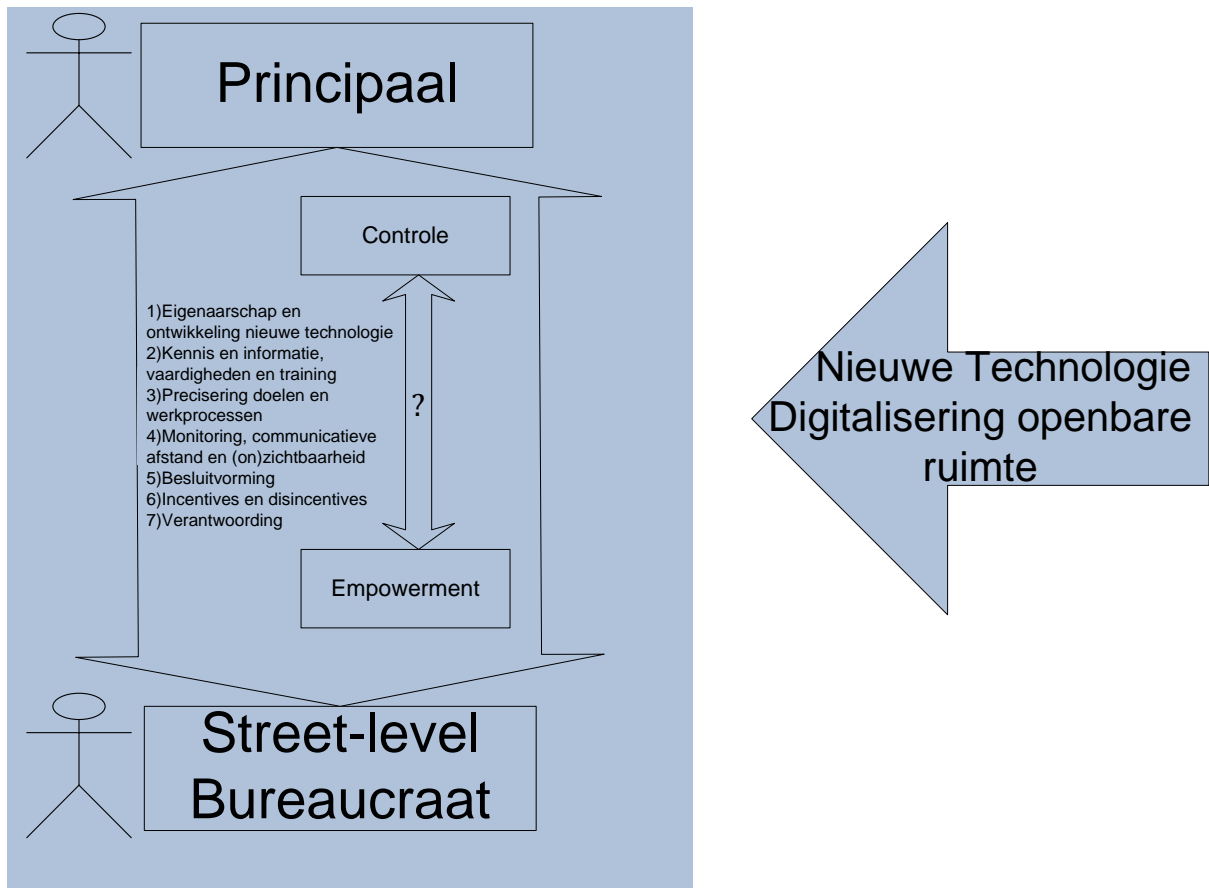 Principaal
Controle
1)Eigenaarschap en
ontwikkeling nieuwe technologie
2)Kennis en informatie,
vaardigheden en training
3)Precisering doelen en
werkprocessen
4)Monitoring, communicatieve
afstand en (on)zichtbaarheid
5)Besluitvorming
6)Incentives en disincentives
7)Verantwoording
?
Empowerment
Street-level
Bureaucraat
Nieuwe Technologie
Digitalisering openbare
ruimte